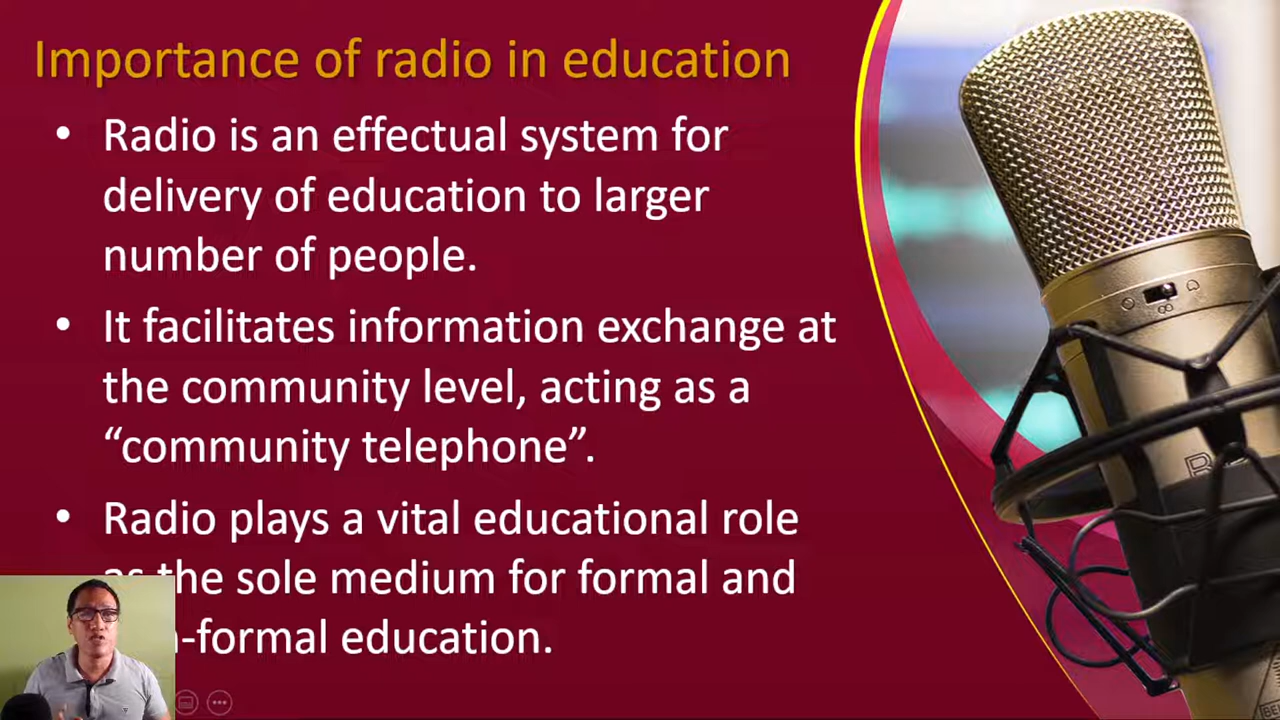 Importance of radio in education
• Radio is an effectual system for
delivery of education to larger
number of people.
• It facilitates information exchange at
the community level, acting as a
“community telephone”.
• Radio plays a vital educational role
as the sole medium for formal and
-formal education.